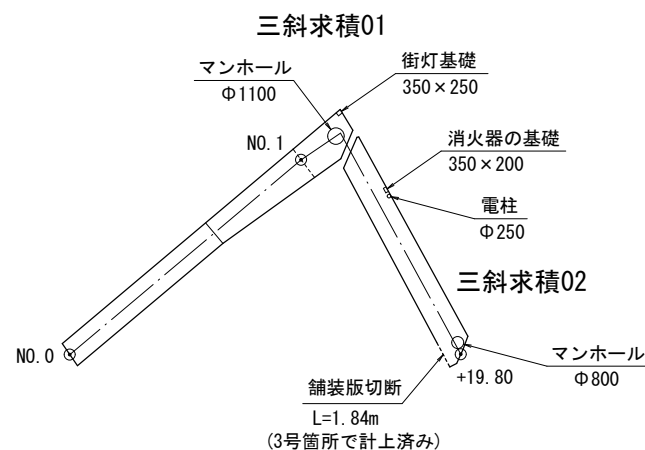 三斜求積01
マンホール
Φ1100
街灯基礎
350×250
NO.1
消火器の基礎
350×200
電柱
Φ250
三斜求積02
NO.0
マンホール
Φ800
+19.80
舗装版切断
L=1.84m
(3号箇所で計上済み)